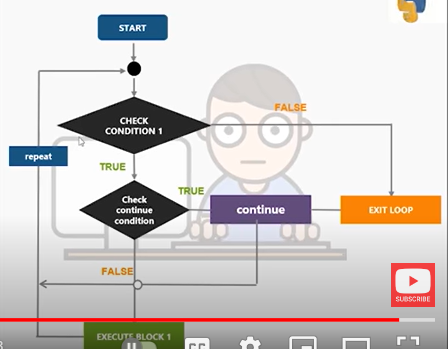 START
CHECK
CONDITION 1
FALSE
repeat
TRUE
TRUE
Check
continue
condition
continue
EXIT LOOP
FALSE
SUBSCRIBE
EXECUTE BLOCK 1
CC